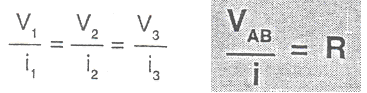 V₁/i₁ = V₂/i₂ = V₃/i₃
V_AB/i = R